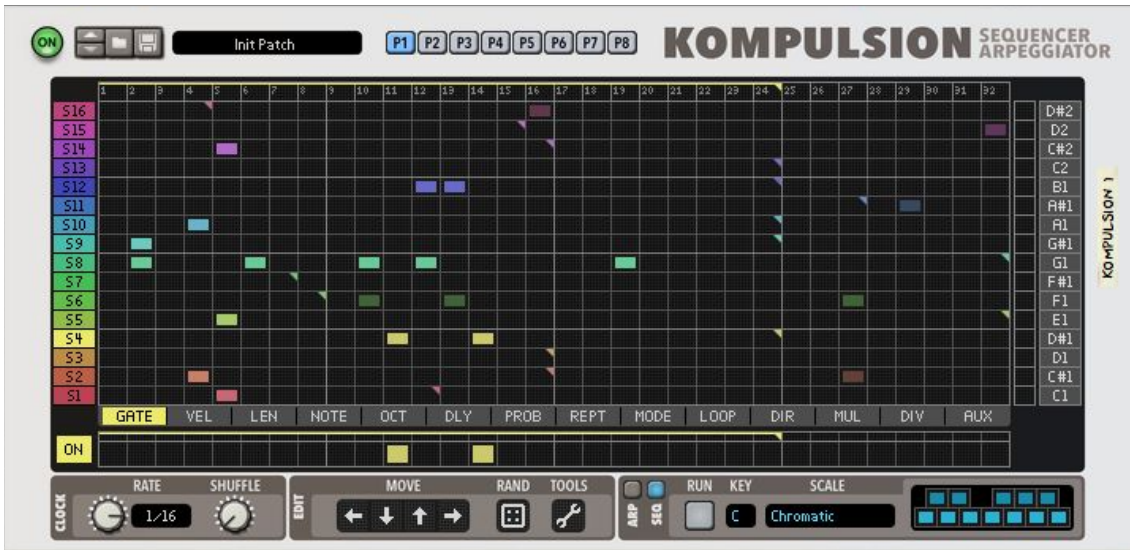 ON Init Patch P1 P2 P3 P4 P5 P6 P7 P8 KOMPULSION SEQUENCER
ARPEGGIATOR
1 2 3 4 5 6 7 8 9 10 11 12 13 14 15 16 17 18 19 20 21 22 23 24 25 26 27 28 29 30 31 32
S16 D#2
S15 D2
S14 C#2
S13 C2
S12 B1
S11 A#1
S10 A1
S9 G#1
S8 G1
S7 F#1
S6 F1
S5 E1
S4 D#1
S3 D1
S2 C#1
S1 C1
KOMPULSION 1
GATE VEL LEN NOTE OCT DLY PROB REPT MODE LOOP DIR MUL DIV AUX
ON
CLOCK RATE SHUFFLE EDIT MOVE RAND TOOLS ARP SEQ RUN KEY SCALE
1/16 C Chromatic